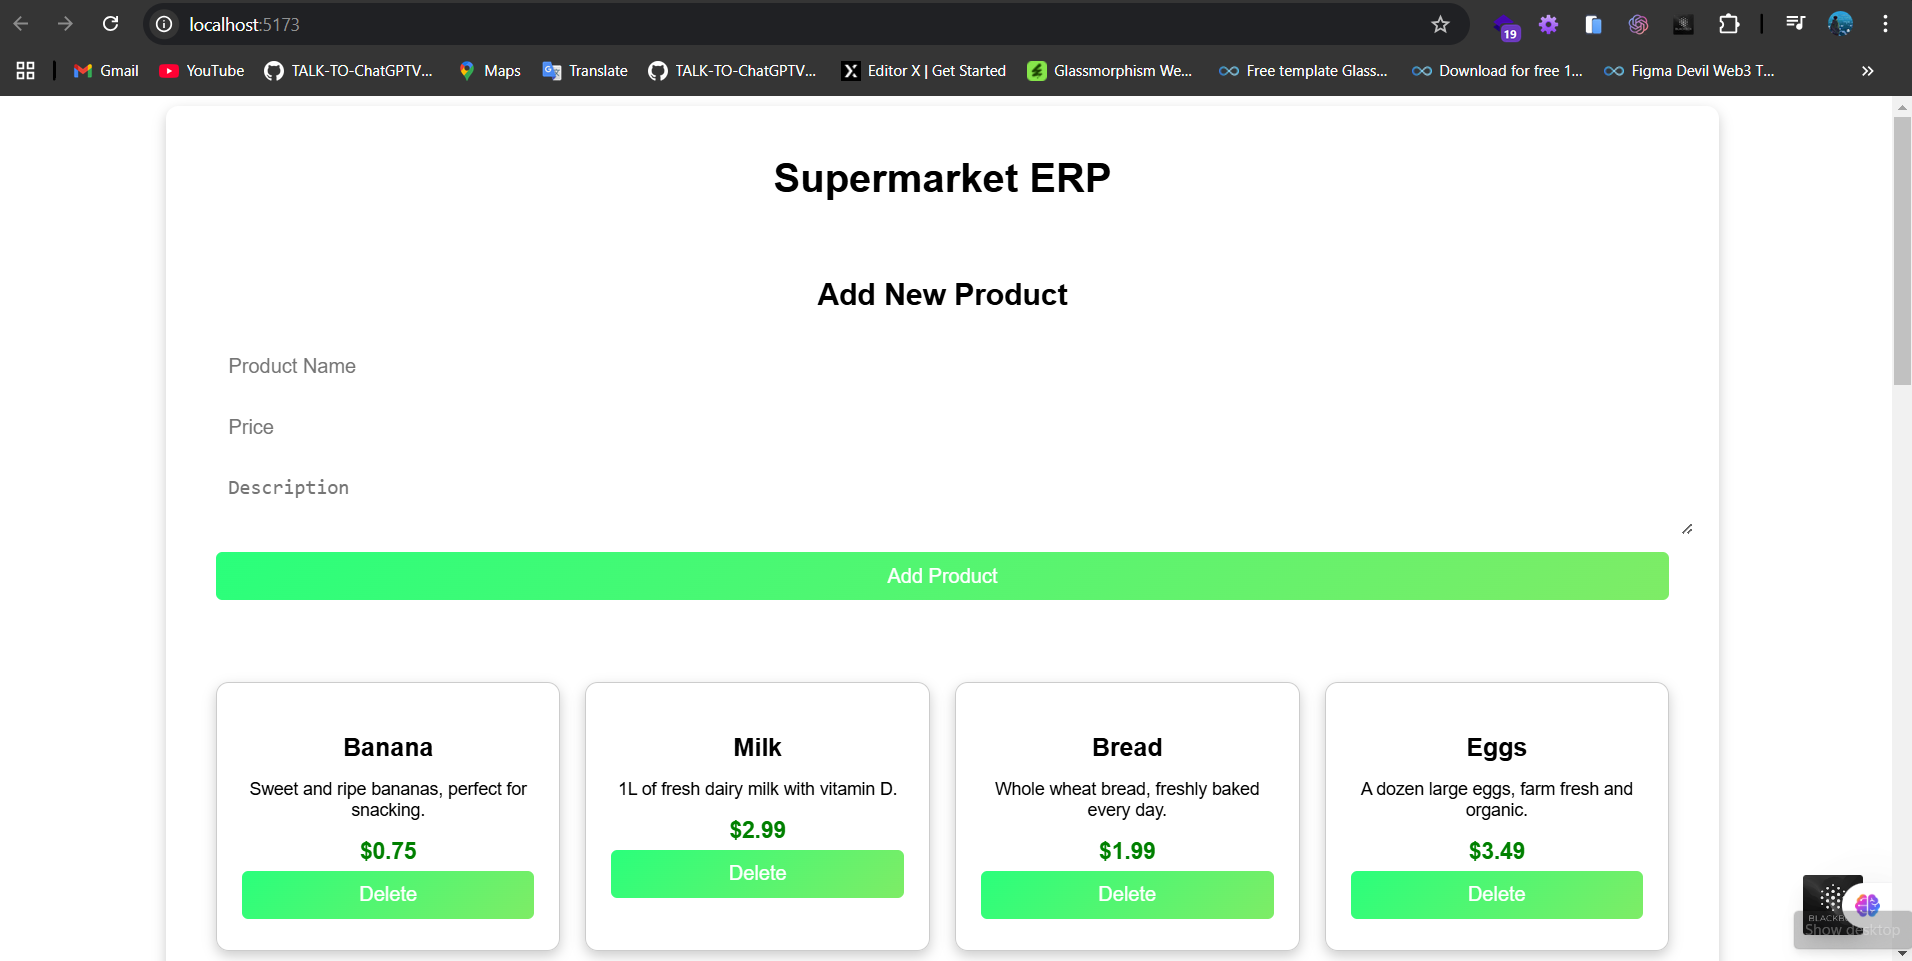 localhost:5173
19
Gmail
YouTube
TALK-TO-ChatGPTV...
Maps
Translate
TALK-TO-ChatGPTV...
Editor X | Get Started
Glassmorphism We...
Free template Glass...
Download for free 1...
Figma Devil Web3 T...
Supermarket ERP
Add New Product
Product Name
Price
Description
Add Product
Banana
Sweet and ripe bananas, perfect for
snacking.
$0.75
Delete
Milk
1L of fresh dairy milk with vitamin D.
$2.99
Delete
Bread
Whole wheat bread, freshly baked
every day.
$1.99
Delete
Eggs
A dozen large eggs, farm fresh and
organic.
$3.49
Delete
Show desktop